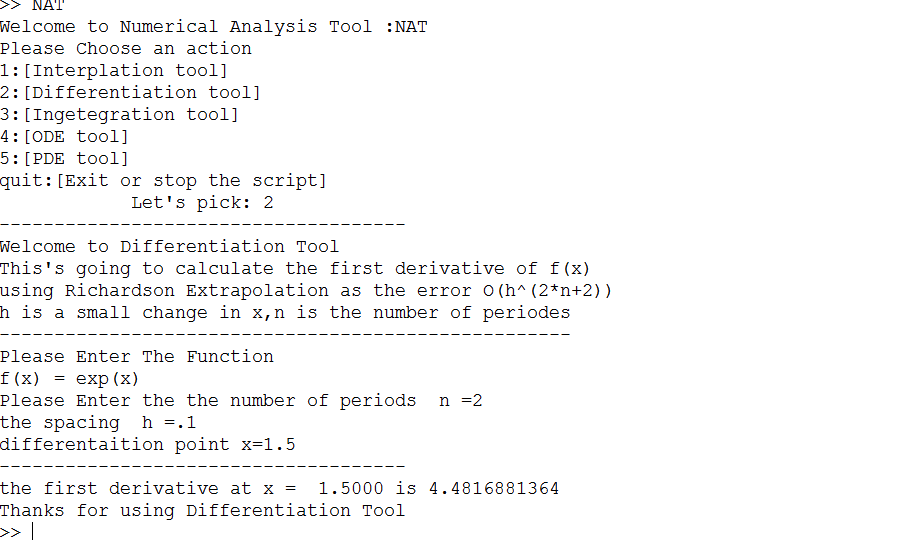 >> NAT
Welcome to Numerical Analysis Tool :NAT
Please Choose an action
1:[Interplation tool]
2:[Differentiation tool]
3:[Ingetegration tool]
4:[ODE tool]
5:[PDE tool]
quit:[Exit or stop the script]
            Let's pick: 2
-------------------------------------
Welcome to Differentiation Tool
This's going to calculate the first derivative of f(x)
using Richardson Extrapolation as the error O(h^(2*n+2))
h is a small change in x,n is the number of periodes
----------------------------------------------------
Please Enter The Function
f(x) = exp(x)
Please Enter the the number of periods  n =2
the spacing  h =.1
differentaition point x=1.5
-------------------------------------
the first derivative at x =  1.5000 is 4.4816881364
Thanks for using Differentiation Tool
>>